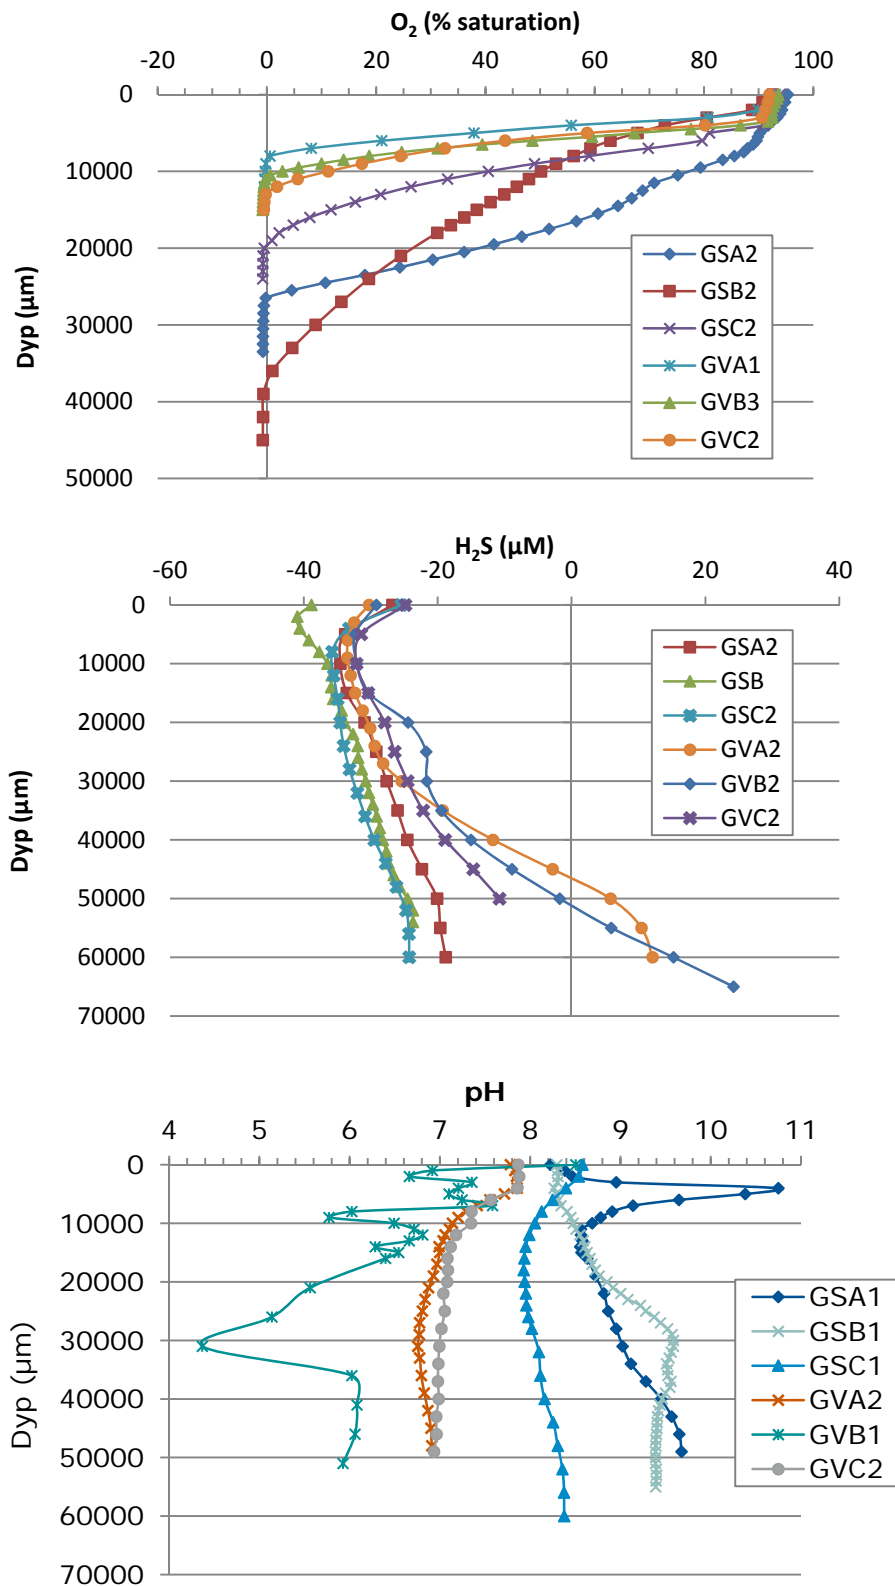 O2 (% saturation)
-20 0 20 40 60 80 100
0
10000
20000
30000
40000
50000
Dyp (µm)
GSA2
GSB2
GSC2
GVA1
GVB3
GVC2
H2S (µM)
-60 -40 -20 0 20 40
0
10000
20000
30000
40000
50000
60000
70000
Dyp (µm)
GSA2
GSB
GSC2
GVA2
GVB2
GVC2
pH
4 5 6 7 8 9 10 11
0
10000
20000
30000
40000
50000
60000
70000
Dyp (µm)
GSA1
GSB1
GSC1
GVA2
GVB1
GVC2